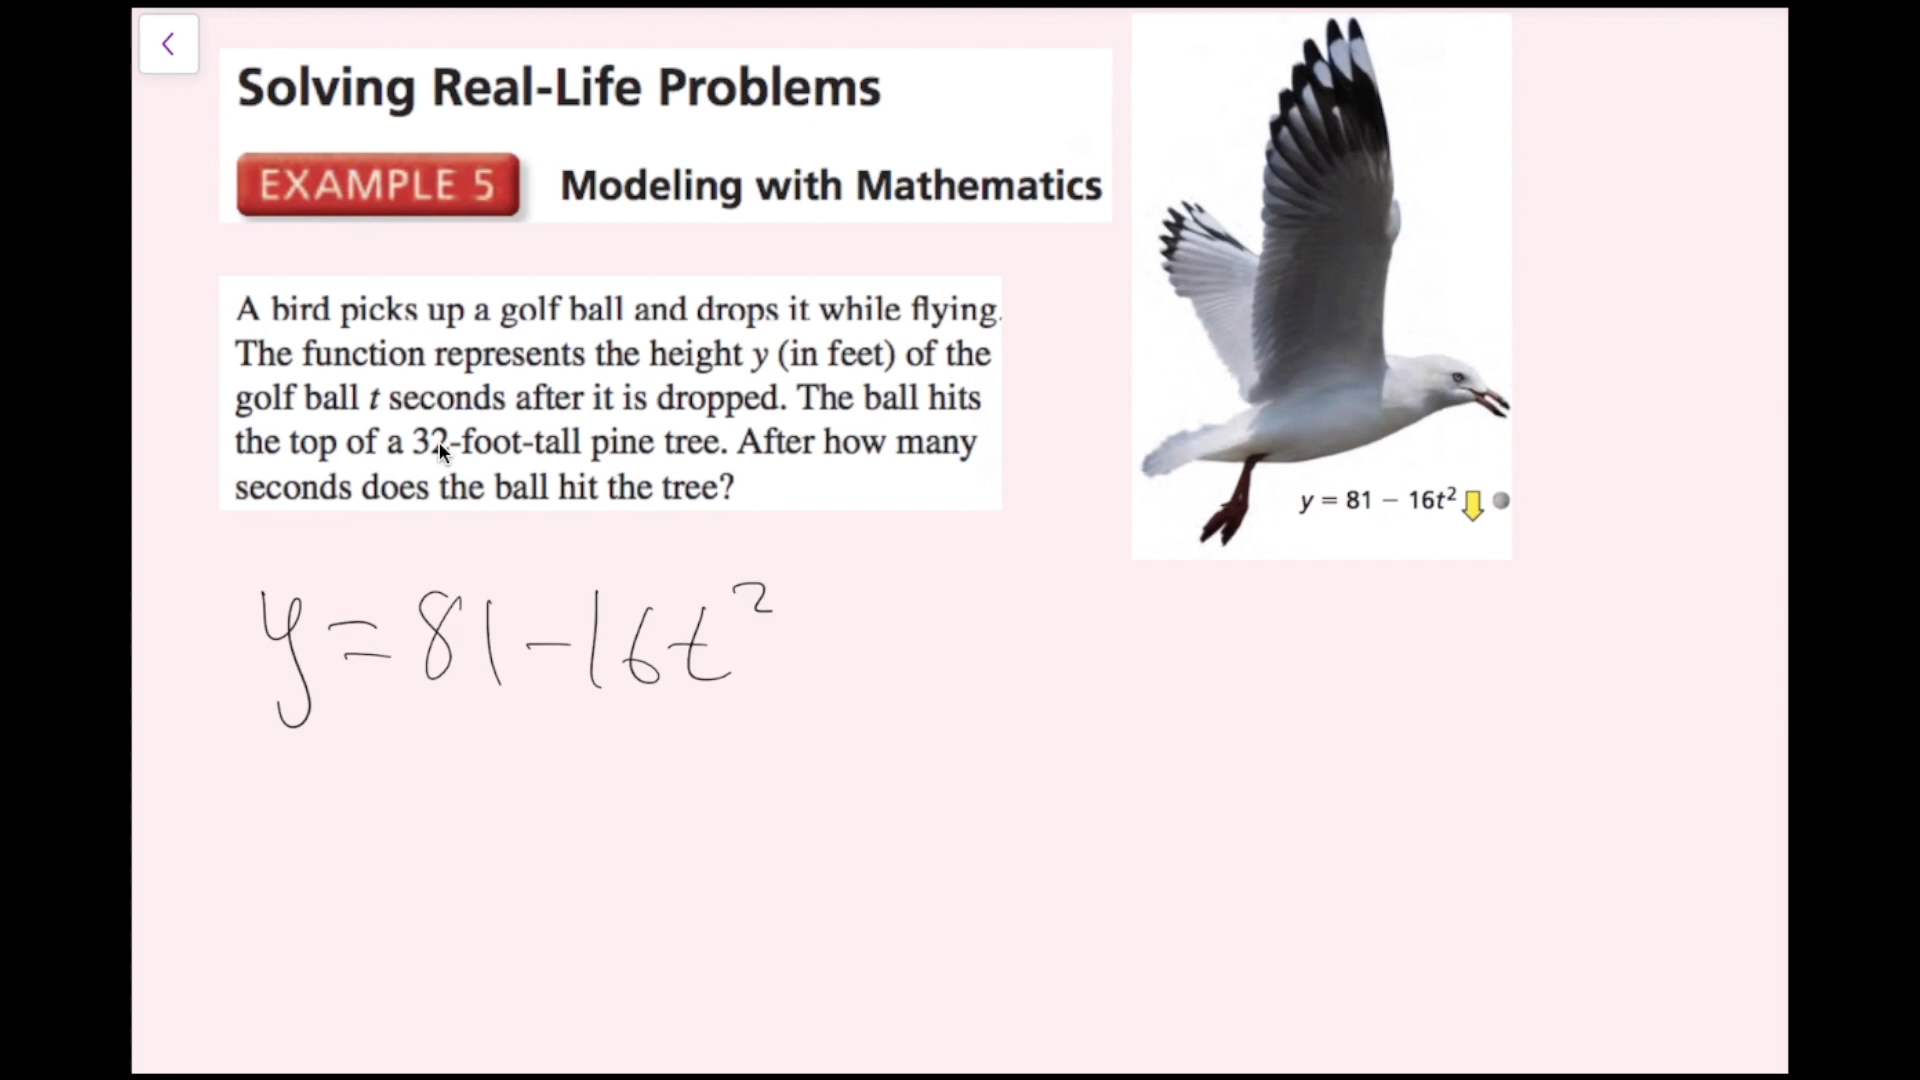 Solving Real-Life Problems
EXAMPLE 5 Modeling with Mathematics
A bird picks up a golf ball and drops it while flying.
The function represents the height y (in feet) of the
golf ball t seconds after it is dropped. The ball hits
the top of a 32-foot-tall pine tree. After how many
seconds does the ball hit the tree?
y = 81 − 16t²
y = 81 - 16t²